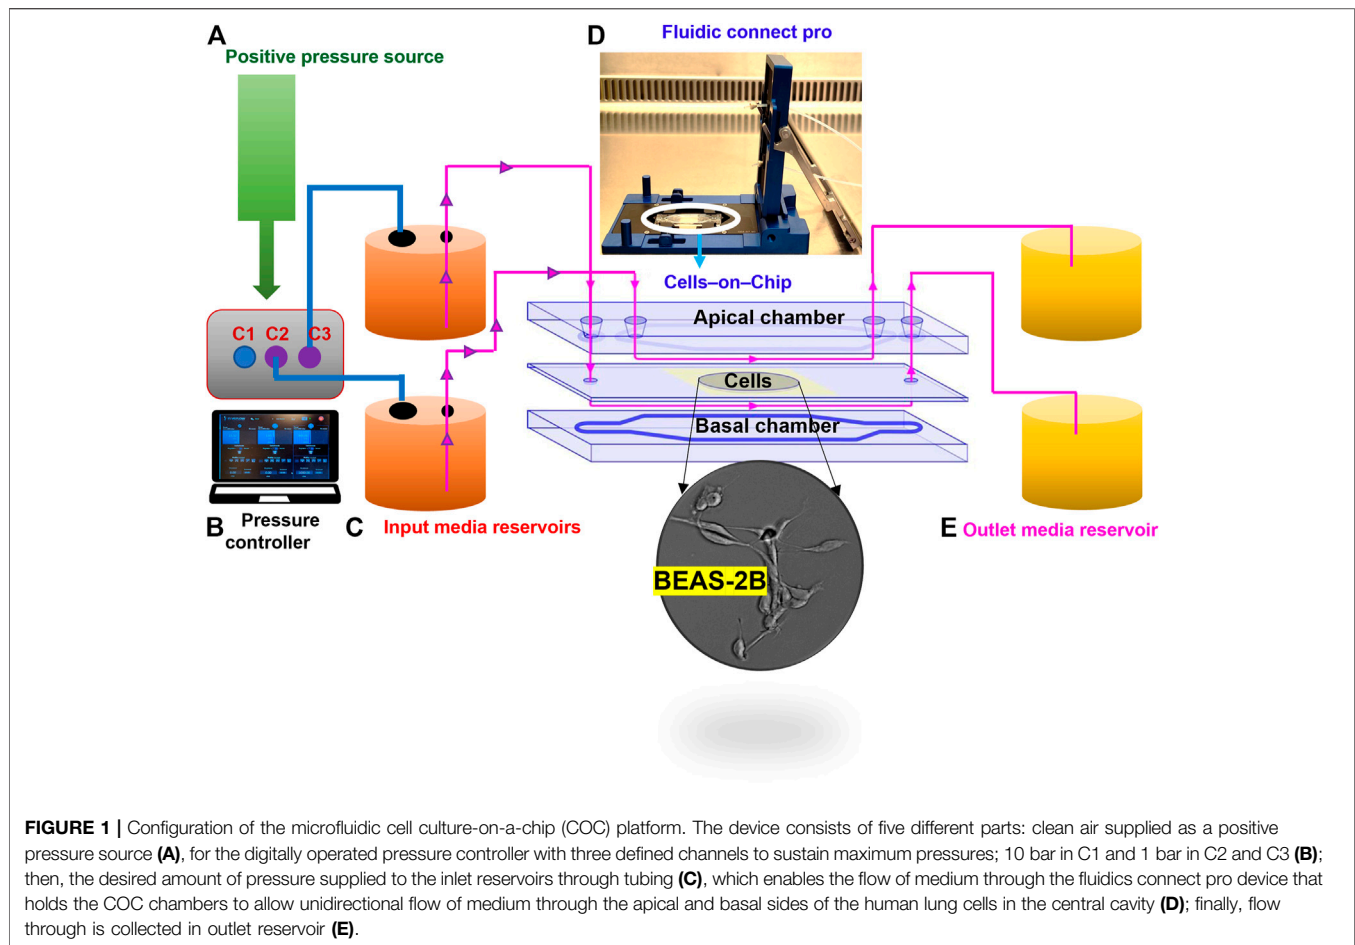 A
Positive pressure source
D
Fluidic connect pro
C1
C2
C3
Cells–on–Chip
Apical chamber
Cells
Basal chamber
B
Pressure
controller
C
Input media reservoirs
BEAS-2B
E
Outlet media reservoir
FIGURE 1 | Configuration of the microfluidic cell culture-on-a-chip (COC) platform. The device consists of five different parts: clean air supplied as a positive
pressure source (A), for the digitally operated pressure controller with three defined channels to sustain maximum pressures; 10 bar in C1 and 1 bar in C2 and C3 (B);
then, the desired amount of pressure supplied to the inlet reservoirs through tubing (C), which enables the flow of medium through the fluidics connect pro device that
holds the COC chambers to allow unidirectional flow of medium through the apical and basal sides of the human lung cells in the central cavity (D); finally, flow
through is collected in outlet reservoir (E).